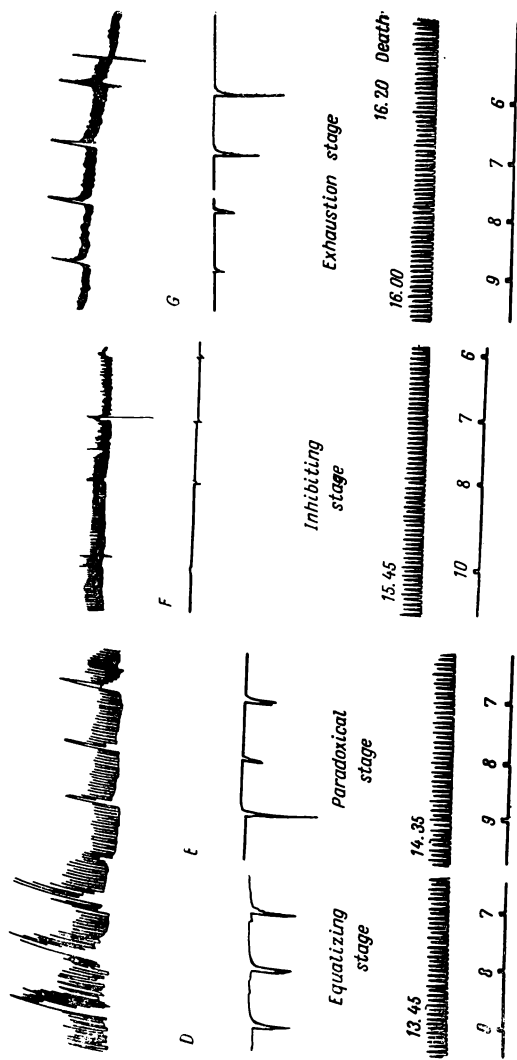 D
E
F
G
Equalizing
stage
Paradoxical
stage
Inhibiting
stage
Exhaustion stage
13.45
14.35
15.45
16.00
16.20 Death
9
8
7
9
8
7
10
8
7
6
9
8
7
6